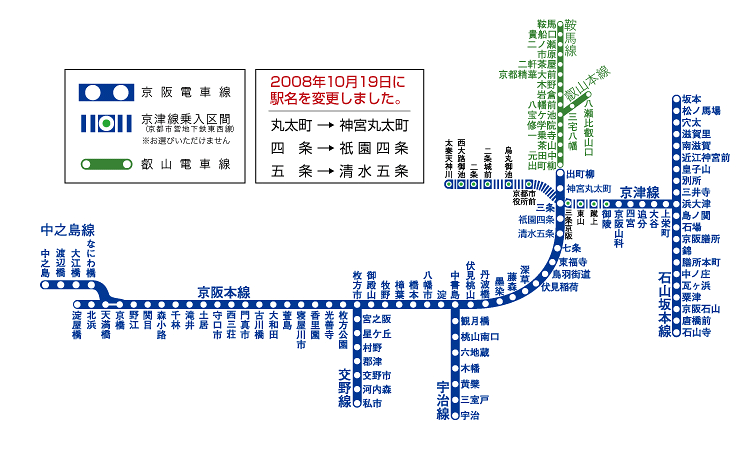 京阪電車線
京津線乗入区間
(京都市営地下鉄東西線)
※お選びいただけません
叡山電車線
2008年10月19日に
駅名を変更しました。
丸太町→神宮丸太町
四条→祇園四条
五条→清水五条
鞍馬線
鞍馬
貴船口
二ノ瀬
市原
二軒茶屋
京都精華大前
木野
岩倉
八幡前
宝ケ池
修学院
一乗寺
茶山
元田中
出町柳
叡山本線
八瀬比叡山口
三宅八幡
太秦天神川
西大路御池
二条
二条城前
烏丸御池
京都市
役所前
出町柳
神宮丸太町
三条
祇園四条
清水五条
七条
東福寺
鳥羽街道
伏見稲荷
深草
藤森
墨染
丹波橋
伏見桃山
中書島
淀
八幡市
橋本
樟葉
牧野
御殿山
枚方市
枚方公園
光善寺
香里園
寝屋川市
萱島
大和田
古川橋
門真市
西三荘
守口市
土居
滝井
千林
森小路
関目
野江
京橋
天満橋
北浜
淀屋橋
京阪本線
中之島線
中之島
渡辺橋
大江橋
なにわ橋
三条京阪
東山
蹴上
御陵
京津線
京阪山科
四宮
追分
大谷
上栄町
坂本
松ノ馬場
穴太
滋賀里
南滋賀
近江神宮前
皇子山
別所
三井寺
浜大津
島ノ関
石場
京阪膳所
錦
膳所本町
中ノ庄
瓦ヶ浜
粟津
京阪石山
唐橋前
石山寺
石山坂本線
宮之阪
星ケ丘
村野
郡津
交野市
河内森
私市
交野線
観月橋
桃山南口
六地蔵
木幡
黄檗
三室戸
宇治
宇治線